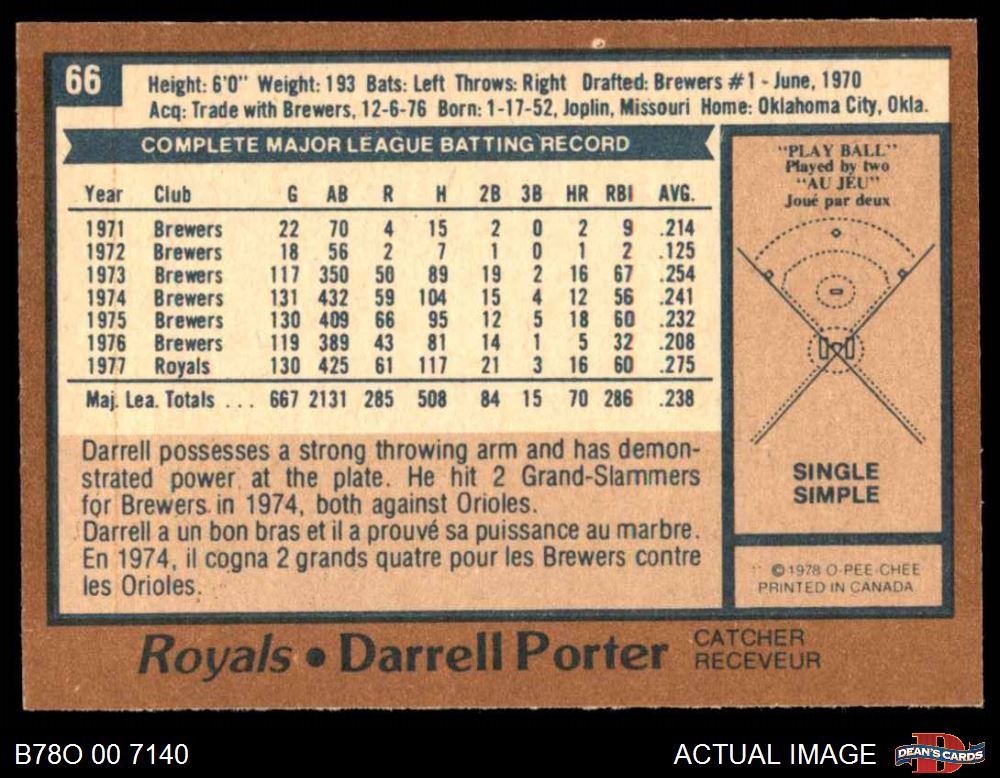 66
Height: 6'0" Weight: 193 Bats: Left Throws: Right Drafted: Brewers #1 - June, 1970
Acq: Trade with Brewers, 12-6-76 Born: 1-17-52, Joplin, Missouri Home: Oklahoma City, Okla.
COMPLETE MAJOR LEAGUE BATTING RECORD
Year Club G AB R H 2B 3B HR RBI AVG.
1971 Brewers 22 70 4 15 2 0 2 9 .214
1972 Brewers 18 56 2 7 1 0 1 2 .125
1973 Brewers 117 350 50 89 19 2 16 67 .254
1974 Brewers 131 432 59 104 15 4 12 56 .241
1975 Brewers 130 409 66 95 12 5 18 60 .232
1976 Brewers 119 389 43 81 14 1 5 32 .208
1977 Royals 130 425 61 117 21 3 16 60 .275
Maj. Lea. Totals ... 667 2131 285 508 84 15 70 286 .238
Darrell possesses a strong throwing arm and has demon-
strated power at the plate. He hit 2 Grand-Slammers
for Brewers in 1974, both against Orioles.
Darrell a un bon bras et il a prouvé sa puissance au marbre.
En 1974, il cogna 2 grands quatre pour les Brewers contre
les Orioles.
"PLAY BALL"
Played by two
"AU JEU"
Joué par deux
SINGLE
SIMPLE
©1978 O-PEE-CHEE
PRINTED IN CANADA
Royals • Darrell Porter
CATCHER
RECEVEUR
B78O 00 7140
ACTUAL IMAGE
DEAN'S CARDS